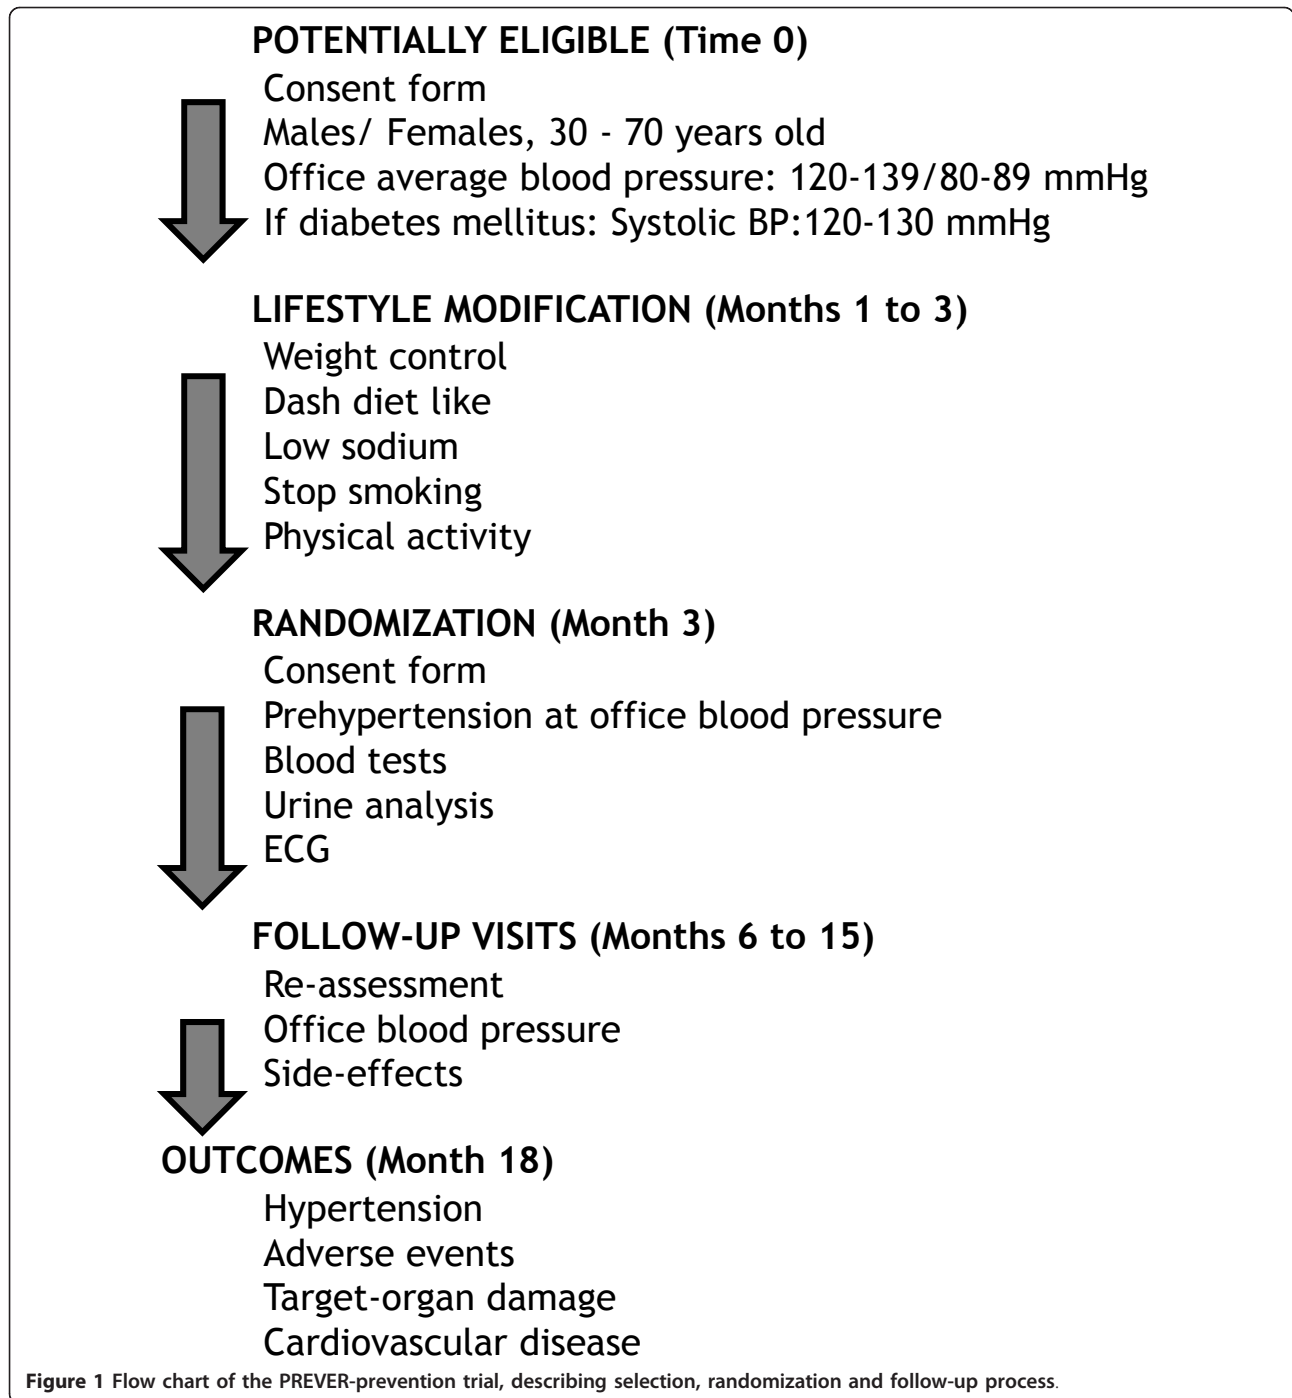 POTENTIALLY ELIGIBLE (Time 0)
Consent form
Males/ Females, 30 - 70 years old
Office average blood pressure: 120-139/80-89 mmHg
If diabetes mellitus: Systolic BP:120-130 mmHg
LIFESTYLE MODIFICATION (Months 1 to 3)
Weight control
Dash diet like
Low sodium
Stop smoking
Physical activity
RANDOMIZATION (Month 3)
Consent form
Prehypertension at office blood pressure
Blood tests
Urine analysis
ECG
FOLLOW-UP VISITS (Months 6 to 15)
Re-assessment
Office blood pressure
Side-effects
OUTCOMES (Month 18)
Hypertension
Adverse events
Target-organ damage
Cardiovascular disease
Figure 1 Flow chart of the PREVER-prevention trial, describing selection, randomization and follow-up process.